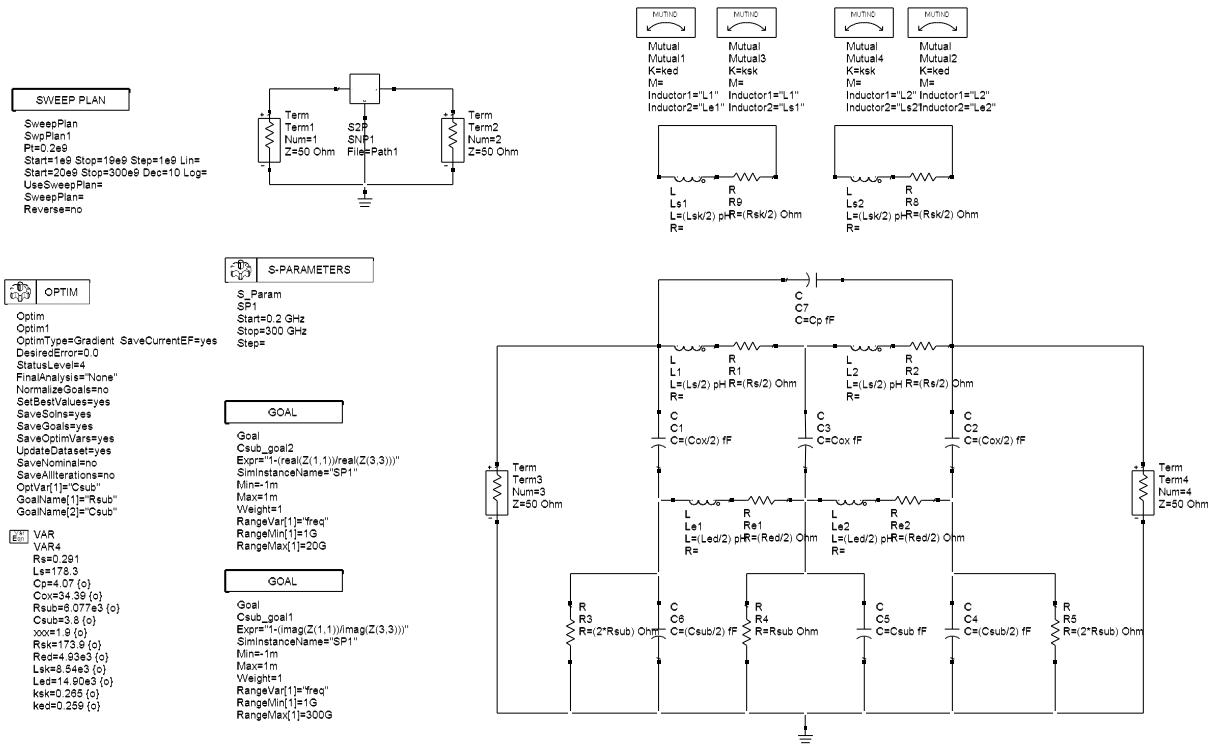 MUTIND
MUTIND
MUTIND
MUTIND
Mutual
Mutual1
K=ked
M=
Inductor1="L1"
Inductor2="Le1"
Mutual
Mutual3
K=ksk
M=
Inductor1="L1"
Inductor2="Ls1"
Mutual
Mutual4
K=ksk
M=
Inductor1="L2"
Inductor2="Ls2"
Mutual
Mutual2
K=ked
M=
Inductor1="L2"
Inductor2="Le2"
SWEEP PLAN
SweepPlan
SwpPlan1
Pt=0.2e9
Start=1e9 Stop=19e9 Step=1e9 Lin=
Start=20e9 Stop=300e9 Dec=10 Log=
UseSweepPlan=
SweepPlan=
Reverse=no
Term
Term1
Num=1
Z=50 Ohm
S2P
SNP1
File=Path1
Term
Term2
Num=2
Z=50 Ohm
L
Ls1
L=(Lsk/2) pH
R=
R
R9
R=(Rsk/2) Ohm
L
Ls2
L=(Lsk/2) pH
R=
R
R8
R=(Rsk/2) Ohm
OPTIM
Optim
Optim1
OptimType=Gradient SaveCurrentEF=yes
DesiredError=0.0
StatusLevel=4
FinalAnalysis="None"
NormalizeGoals=no
SetBestValues=yes
SaveSolns=yes
SaveGoals=yes
SaveOptimVars=yes
UpdateDataset=yes
SaveNominal=no
SaveAllIterations=no
OptVar[1]="Csub"
GoalName[1]="Rsub"
GoalName[2]="Csub"
Var
Eqn
VAR
VAR4
Rs=0.291
Ls=178.3
Cp=4.07 {o}
Cox=34.39 {o}
Rsub=6.077e3 {o}
Csub=3.8 {o}
xxx=1.9 {o}
Rsk=173.9 {o}
Red=4.93e3 {o}
Lsk=8.54e3 {o}
Led=14.90e3 {o}
ksk=0.265 {o}
ked=0.259 {o}
S-PARAMETERS
S_Param
SP1
Start=0.2 GHz
Stop=300 GHz
Step=
GOAL
Goal
Csub_goal2
Expr="1-(real(Z(1,1))/real(Z(3,3)))"
SimInstanceName="SP1"
Min=-1m
Max=1m
Weight=1
RangeVar[1]="freq"
RangeMin[1]=1G
RangeMax[1]=20G
GOAL
Goal
Csub_goal1
Expr="1-(imag(Z(1,1))/imag(Z(3,3)))"
SimInstanceName="SP1"
Min=-1m
Max=1m
Weight=1
RangeVar[1]="freq"
RangeMin[1]=1G
RangeMax[1]=300G
C
C7
C=Cp fF
L
L1
L=(Ls/2) pH
R=
R
R1
R=(Rs/2) Ohm
L
L2
L=(Ls/2) pH
R=
R
R2
R=(Rs/2) Ohm
C
C1
C=(Cox/2) fF
C
C3
C=Cox fF
C
C2
C=(Cox/2) fF
Term
Term3
Num=3
Z=50 Ohm
Term
Term4
Num=4
Z=50 Ohm
L
Le1
L=(Led/2) pH
R=
R
Re1
R=(Red/2) Ohm
L
Le2
L=(Led/2) pH
R=
R
Re2
R=(Red/2) Ohm
R
R3
R=(2*Rsub) Ohm
C
C6
C=(Csub/2) fF
R
R4
R=Rsub Ohm
C
C5
C=Csub fF
C
C4
C=(Csub/2) fF
R
R5
R=(2*Rsub) Ohm